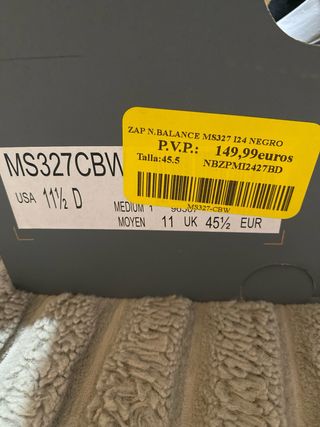 ZAP N.BALANCE MS327 I24 NEGRO
P.V.P.: 149,99euros
Talla:45.5 NBZPMI2427BD
MS327-CBW
MS327CBW
USA 11½ D
MEDIUM
MOYEN 11 UK 45½ EUR